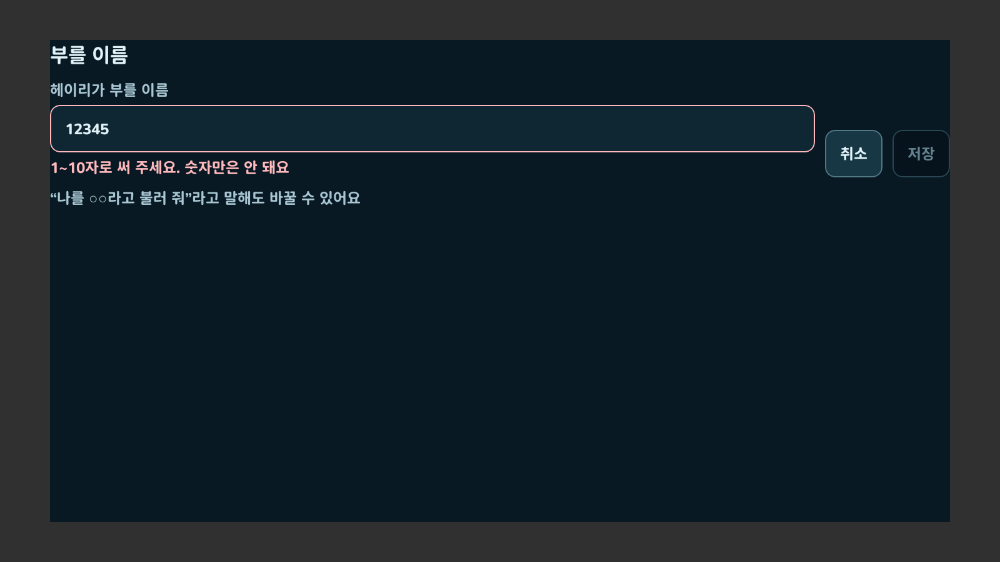 부를 이름
헤이리가 부를 이름
12345
취소
저장
1~10자로 써 주세요. 숫자만은 안 돼요
“나를 ○○라고 불러 줘”라고 말해도 바꿀 수 있어요